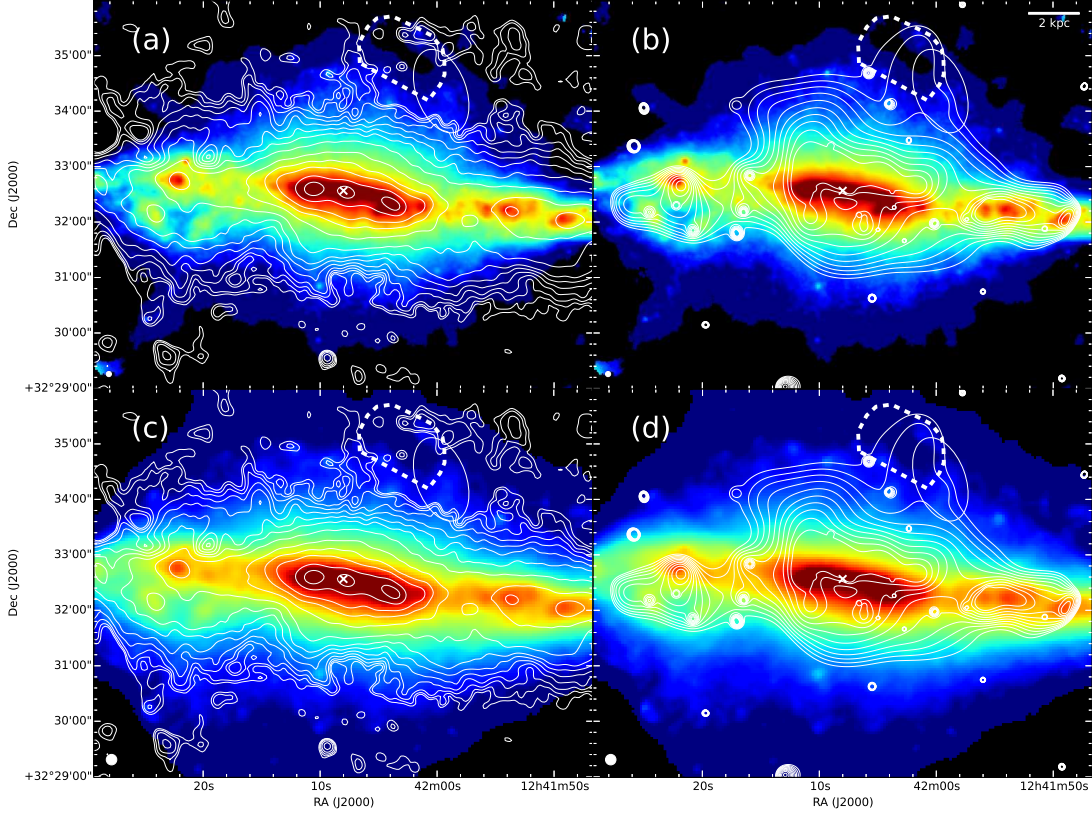 (a)
(b)
2 kpc
35'00"
34'00"
33'00"
32'00"
31'00"
30'00"
+32°29'00"
Dec (J2000)
(c)
(d)
35'00"
34'00"
33'00"
32'00"
31'00"
30'00"
+32°29'00"
Dec (J2000)
20s
10s
42m00s
12h41m50s
20s
10s
42m00s
12h41m50s
RA (J2000)
RA (J2000)